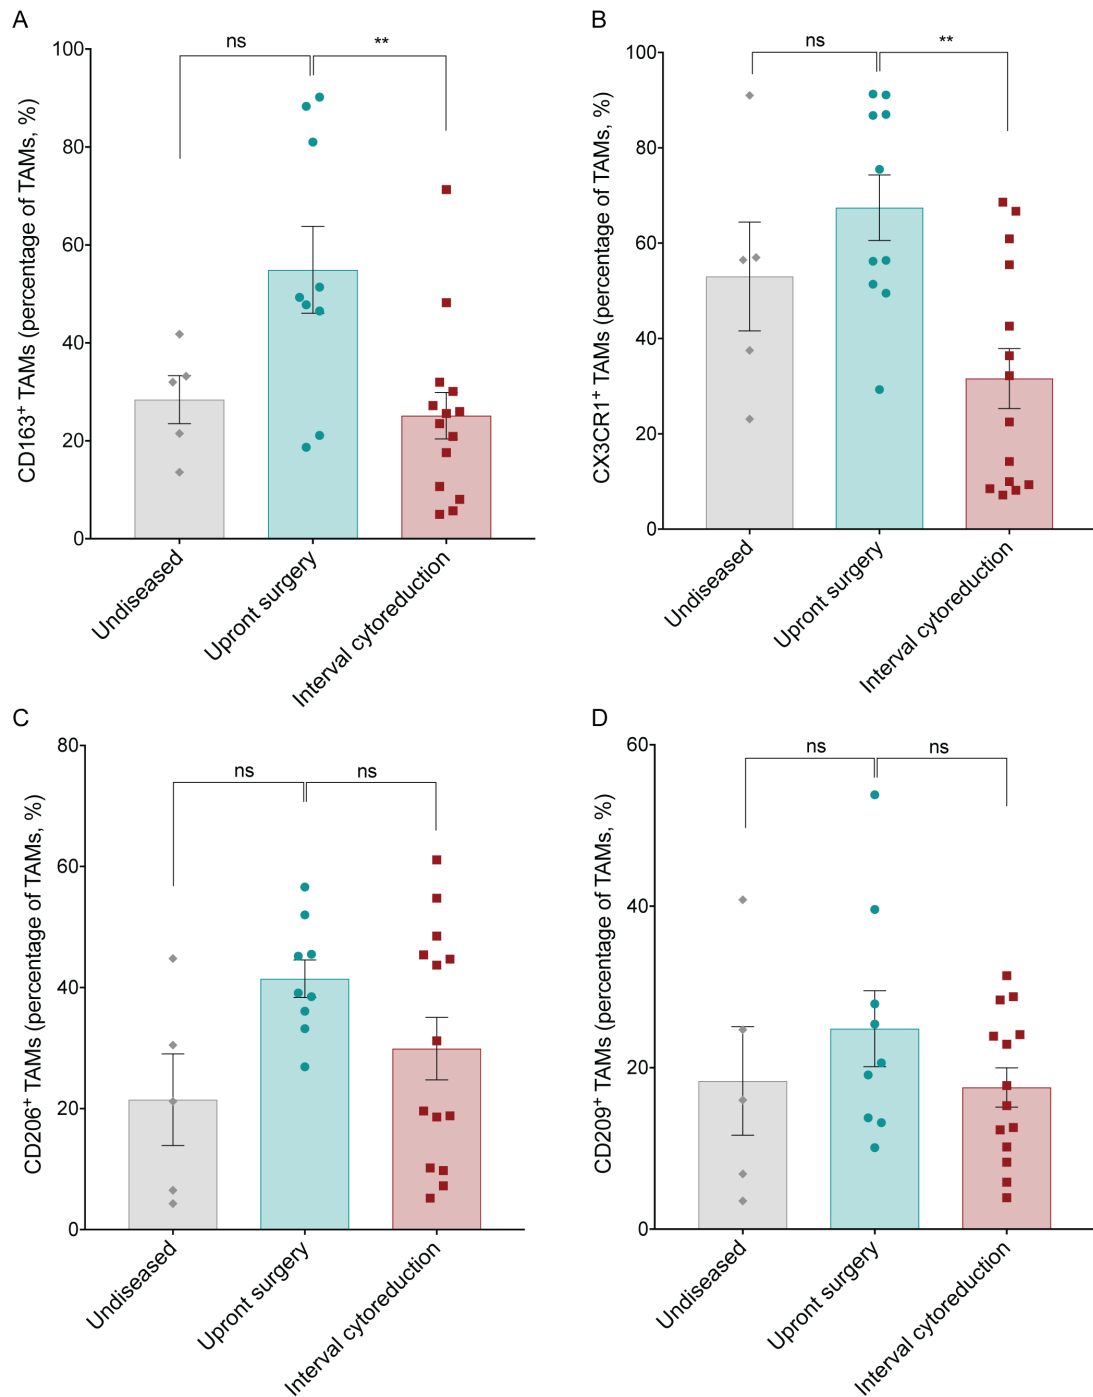 A
CD163+ TAMs (percentage of TAMs, %)
100
80
60
40
20
0
ns
**
Undiseased
Upront surgery
Interval cytoreduction
B
CX3CR1+ TAMs (percentage of TAMs, %)
100
80
60
40
20
0
ns
**
Undiseased
Upront surgery
Interval cytoreduction
C
CD206+ TAMs (percentage of TAMs, %)
80
60
40
20
0
ns
ns
Undiseased
Upront surgery
Interval cytoreduction
D
CD209+ TAMs (percentage of TAMs, %)
60
40
20
0
ns
ns
Undiseased
Upront surgery
Interval cytoreduction